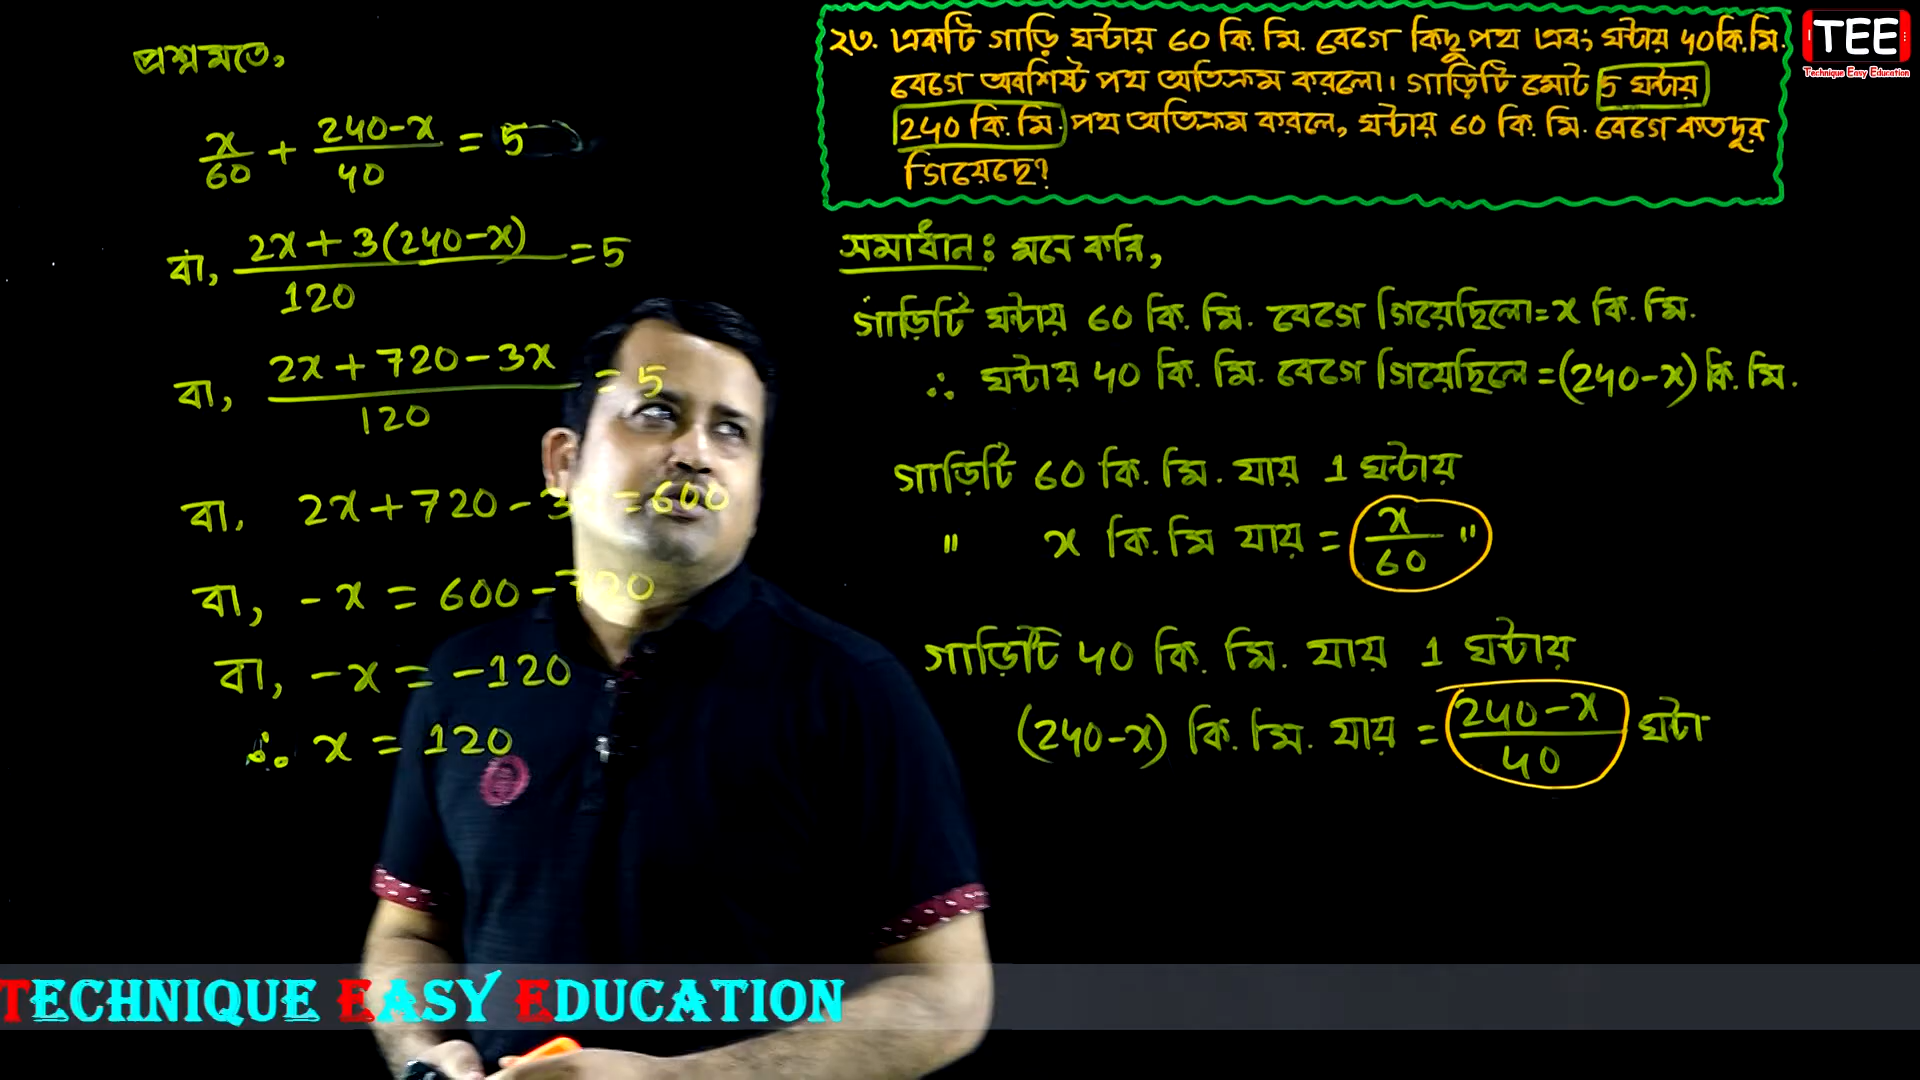 ২৩. একটি গাড়ি ঘন্টায় 60 কি. মি. বেগে কিছু পথ এবং ঘন্টায় 40 কি.মি.
বেগে অবশিষ্ট পথ অতিক্রম করলো। গাড়িটি মোট 5 ঘন্টায়
240 কি.মি. পথ অতিক্রম করলে, ঘন্টায় 60 কি. মি. বেগে কতদূর
গিয়েছে?
TEE
Technique Easy Education
সমাধান: মনে করি,
গাড়িটি ঘন্টায় 60 কি. মি. বেগে গিয়েছিলো = x কি. মি.
∴ ঘন্টায় 40 কি. মি. বেগে গিয়েছিলে = (240-x) কি. মি.
গাড়িটি 60 কি. মি. যায় 1 ঘন্টায়
" x কি.মি যায় = x/60 "
গাড়িটি 40 কি. মি. যায় 1 ঘন্টায়
(240-x) কি. মি. যায় = (240-x)/40 ঘন্টা
প্রশ্নমতে,
x/60 + (240-x)/40 = 5
বা, (2x + 3(240-x))/120 = 5
বা, (2x + 720 - 3x)/120 = 5
বা, 2x + 720 - 3x = 600
বা, -x = 600 - 720
বা, -x = -120
∴ x = 120
TECHNIQUE EASY EDUCATION